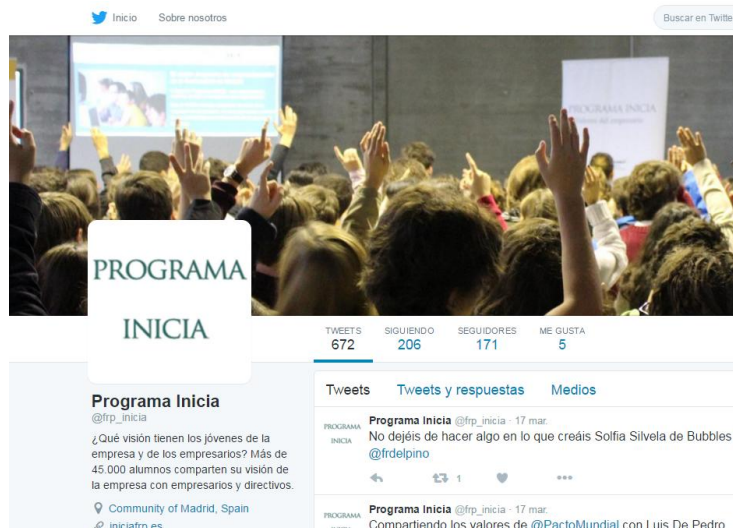 Inicio Sobre nosotros Buscar en Twitte
PROGRAMA INICIA
PROGRAMA
INICIA
TWEETS SIGUIENDO SEGUIDORES ME GUSTA
672 206 171 5
Programa Inicia
@frp_inicia
¿Qué visión tienen los jóvenes de la
empresa y de los empresarios? Más de
45.000 alumnos comparten su visión de
la empresa con empresarios y directivos.
Community of Madrid, Spain
iniciafrp.es
Tweets Tweets y respuestas Medios
PROGRAMA
INICIA
Programa Inicia @frp_inicia · 17 mar.
No dejéis de hacer algo en lo que creáis Solfia Silvela de Bubbles
@frdelpino
1
PROGRAMA
Programa Inicia @frp_inicia · 17 mar.
Compartiendo los valores de @PactoMundial con Luis De Pedro